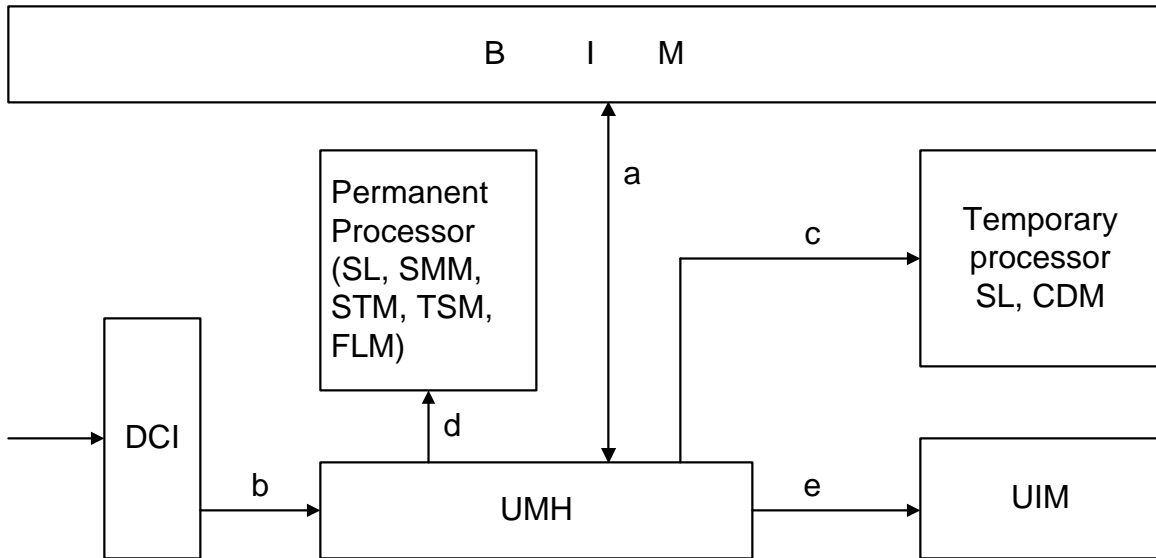 B I M
Permanent
Processor
(SL, SMM,
STM, TSM,
FLM)
a
c
Temporary
processor
SL, CDM
DCI
d
b
UMH
e
UIM